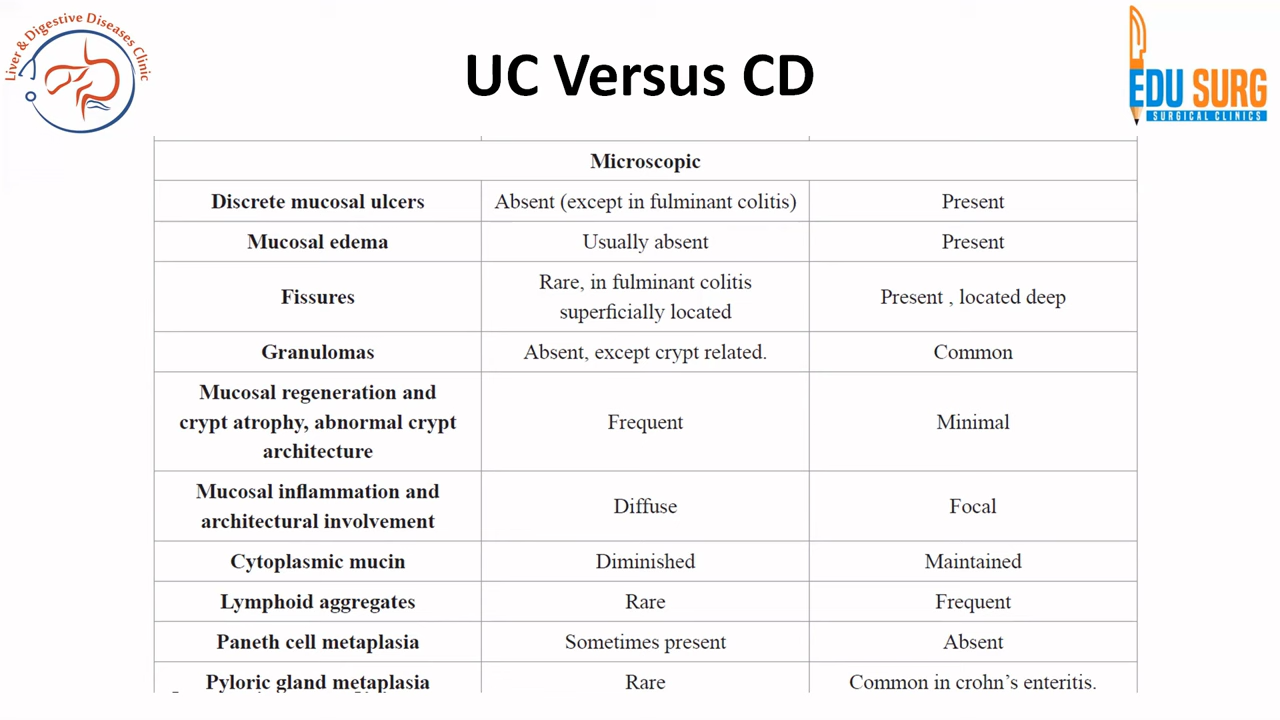 Liver & Digestive Diseases Clinic
UC Versus CD
EDU SURG
SURGICAL CLINICS
Microscopic
Discrete mucosal ulcers Absent (except in fulminant colitis) Present
Mucosal edema Usually absent Present
Fissures Rare, in fulminant colitis superficially located Present , located deep
Granulomas Absent, except crypt related. Common
Mucosal regeneration and crypt atrophy, abnormal crypt architecture Frequent Minimal
Mucosal inflammation and architectural involvement Diffuse Focal
Cytoplasmic mucin Diminished Maintained
Lymphoid aggregates Rare Frequent
Paneth cell metaplasia Sometimes present Absent
Pyloric gland metaplasia Rare Common in crohn’s enteritis.